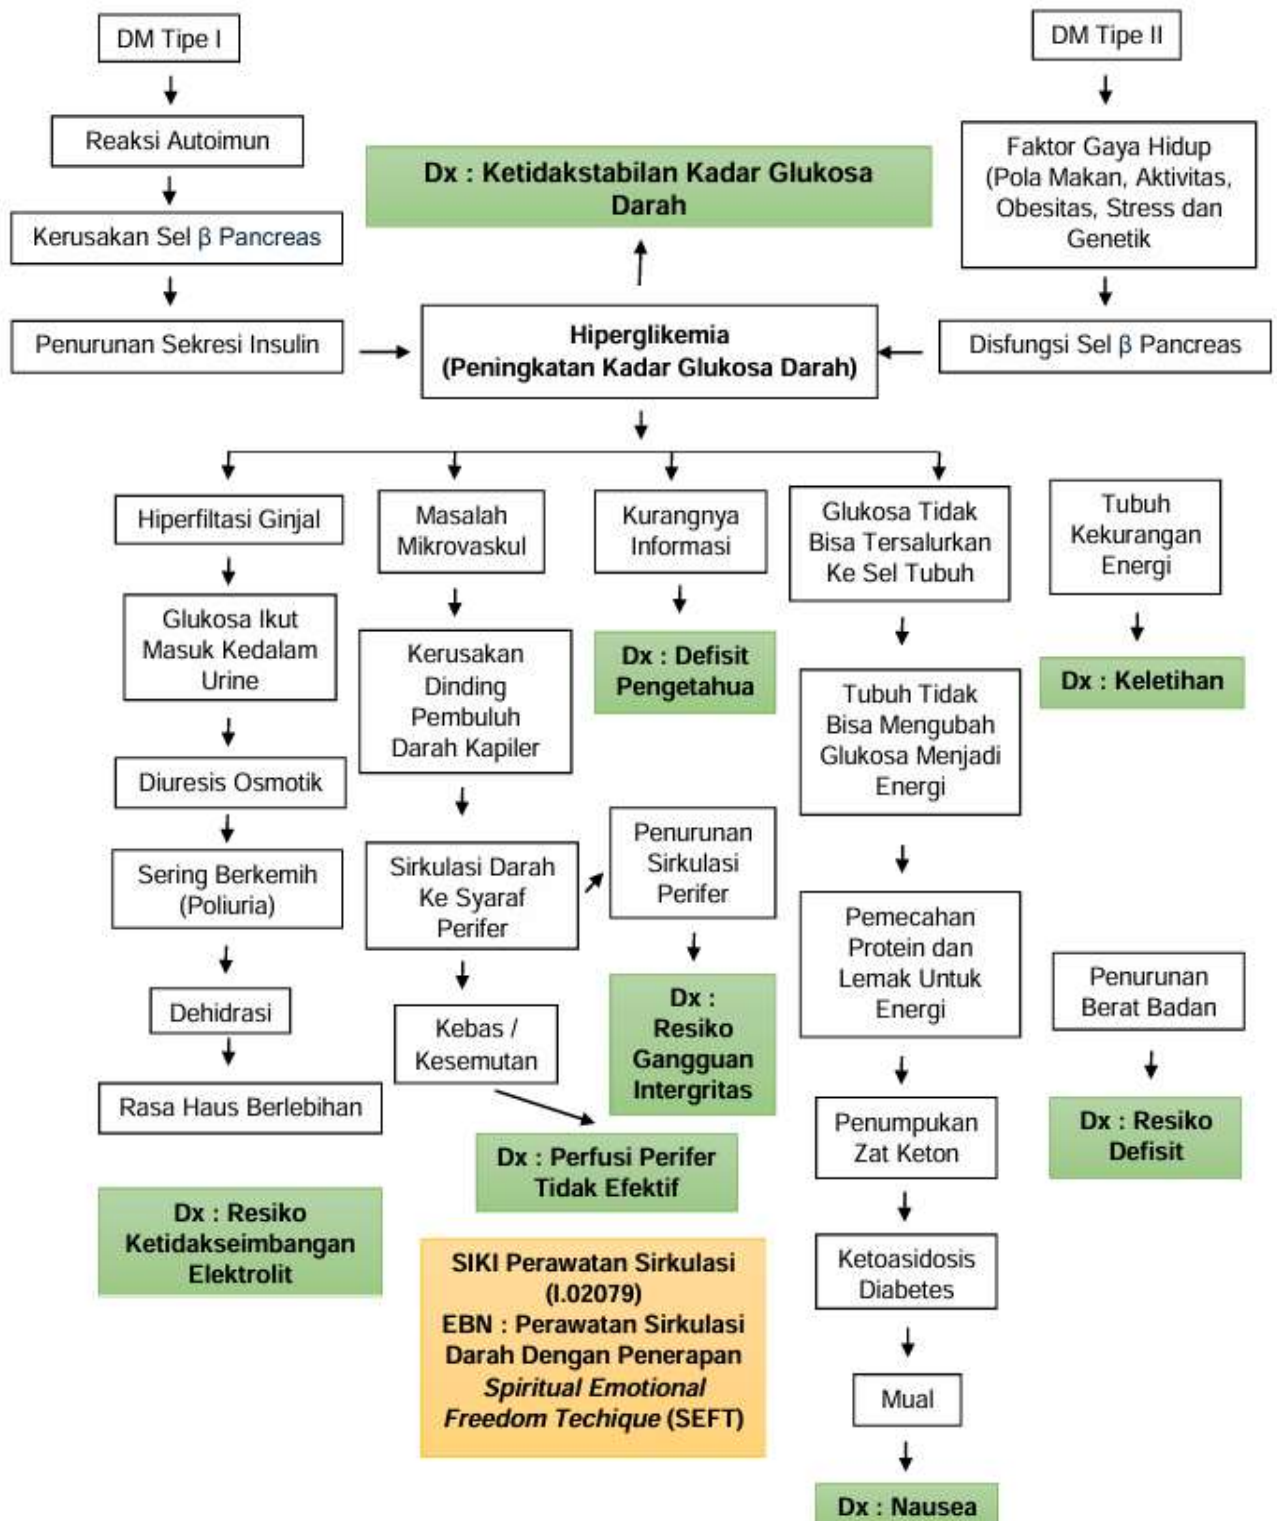 DM Tipe I
DM Tipe II
Reaksi Autoimun
Dx : Ketidakstabilan Kadar Glukosa
Darah
Faktor Gaya Hidup
(Pola Makan, Aktivitas,
Obesitas, Stress dan
Genetik
Kerusakan Sel β Pancreas
Penurunan Sekresi Insulin
Hiperglikemia
(Peningkatan Kadar Glukosa Darah)
Disfungsi Sel β Pancreas
Hiperfiltasi Ginjal
Masalah
Mikrovaskul
Kurangnya
Informasi
Glukosa Tidak
Bisa Tersalurkan
Ke Sel Tubuh
Tubuh
Kekurangan
Energi
Glukosa Ikut
Masuk Kedalam
Urine
Kerusakan
Dinding
Pembuluh
Darah Kapiler
Dx : Defisit
Pengetahua
Tubuh Tidak
Bisa Mengubah
Glukosa Menjadi
Energi
Dx : Keletihan
Diuresis Osmotik
Sering Berkemih
(Poliuria)
Sirkulasi Darah
Ke Syaraf
Perifer
Penurunan
Sirkulasi
Perifer
Pemecahan
Protein dan
Lemak Untuk
Energi
Penurunan
Berat Badan
Dehidrasi
Kebas /
Kesemutan
Dx :
Resiko
Gangguan
Intergritas
Rasa Haus Berlebihan
Penumpukan
Zat Keton
Dx : Resiko
Defisit
Dx : Perfusi Perifer
Tidak Efektif
Dx : Resiko
Ketidakseimbangan
Elektrolit
SIKI Perawatan Sirkulasi
(I.02079)
EBN : Perawatan Sirkulasi
Darah Dengan Penerapan
Spiritual Emotional
Freedom Techique (SEFT)
Ketoasidosis
Diabetes
Mual
Dx : Nausea